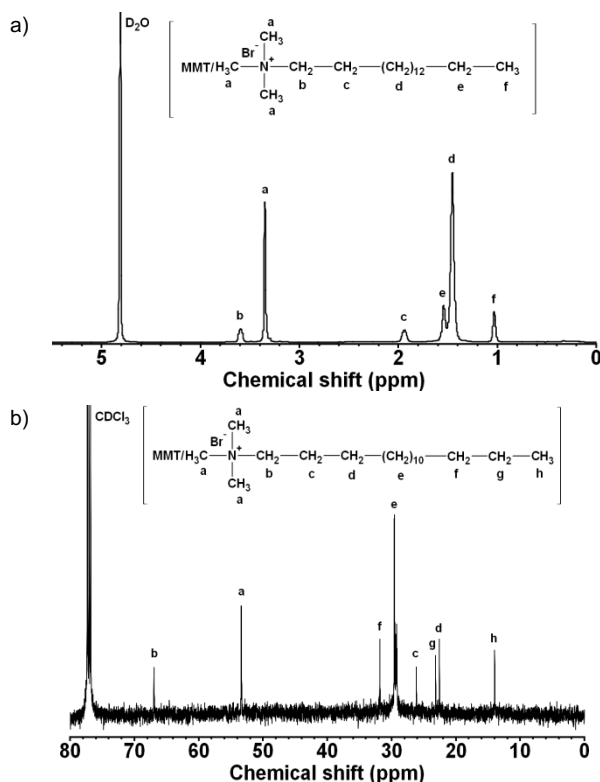 a)
D₂O
a
CH₃
Br⁻
MMT/H₃C—N⁺—CH₂—CH₂—(CH₂)₁₂—CH₂—CH₃
a b c d e f
CH₃
a
d
a
e
f
b
c
5 4 3 2 1 0
Chemical shift (ppm)
b)
CDCl₃
a
CH₃
Br⁻
MMT/H₃C—N⁺—CH₂—CH₂—CH₂—(CH₂)₁₀—CH₂—CH₂—CH₃
a b c d e f g h
CH₃
a
e
a
f
d
b
c
g
h
80 70 60 50 40 30 20 10 0
Chemical shift (ppm)